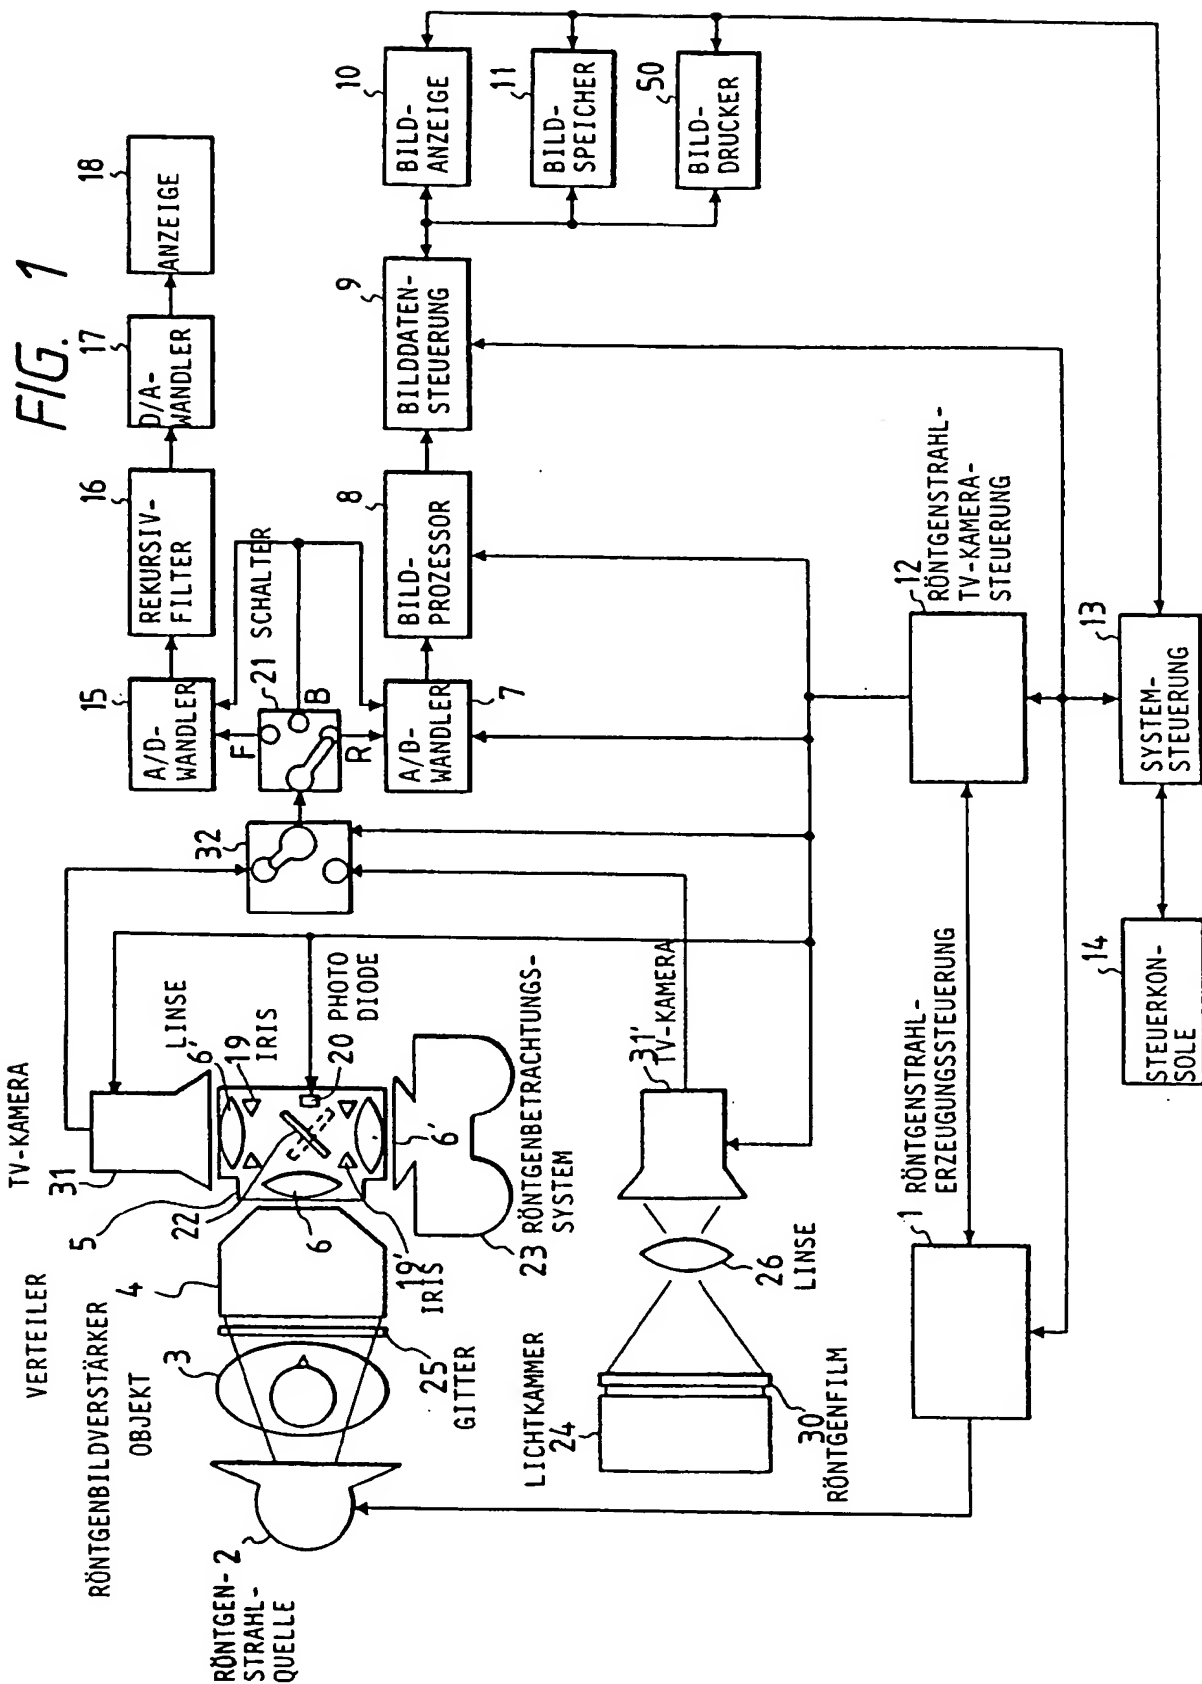 FIG. 1
18
ANZEIGE
17
D/A-
WANDLER
16
REKURSIV-
FILTER
15
A/D-
WANDLER
10
BILD-
ANZEIGE
11
BILD-
SPEICHER
50
BILD-
DRUCKER
9
BILDDATEN-
STEUERUNG
8
BILD-
PROZESSOR
7
A/B-
WANDLER
21 SCHALTER
F
B
R
32
TV-KAMERA
31
LINSE
6'
19
IRIS
20 PHOTO
DIODE
VERTEILER
5
22
6
6'
19'
IRIS
RÖNTGENBILDVERSTÄRKER
4
OBJEKT
3
25
GITTER
RÖNTGEN-
STRAHL-
QUELLE
2
23 RÖNTGENBETRACHTUNGS-
SYSTEM
31'
TV-KAMERA
26
LINSE
LICHTKAMMER
24
30
RÖNTGENFILM
12
RÖNTGENSTRAHL-
TV-KAMERA-
STEUERUNG
1
RÖNTGENSTRAHL-
ERZEUGUNGSSTEUERUNG
13
SYSTEM-
STEUERUNG
14
STEUERKON-
SOLE